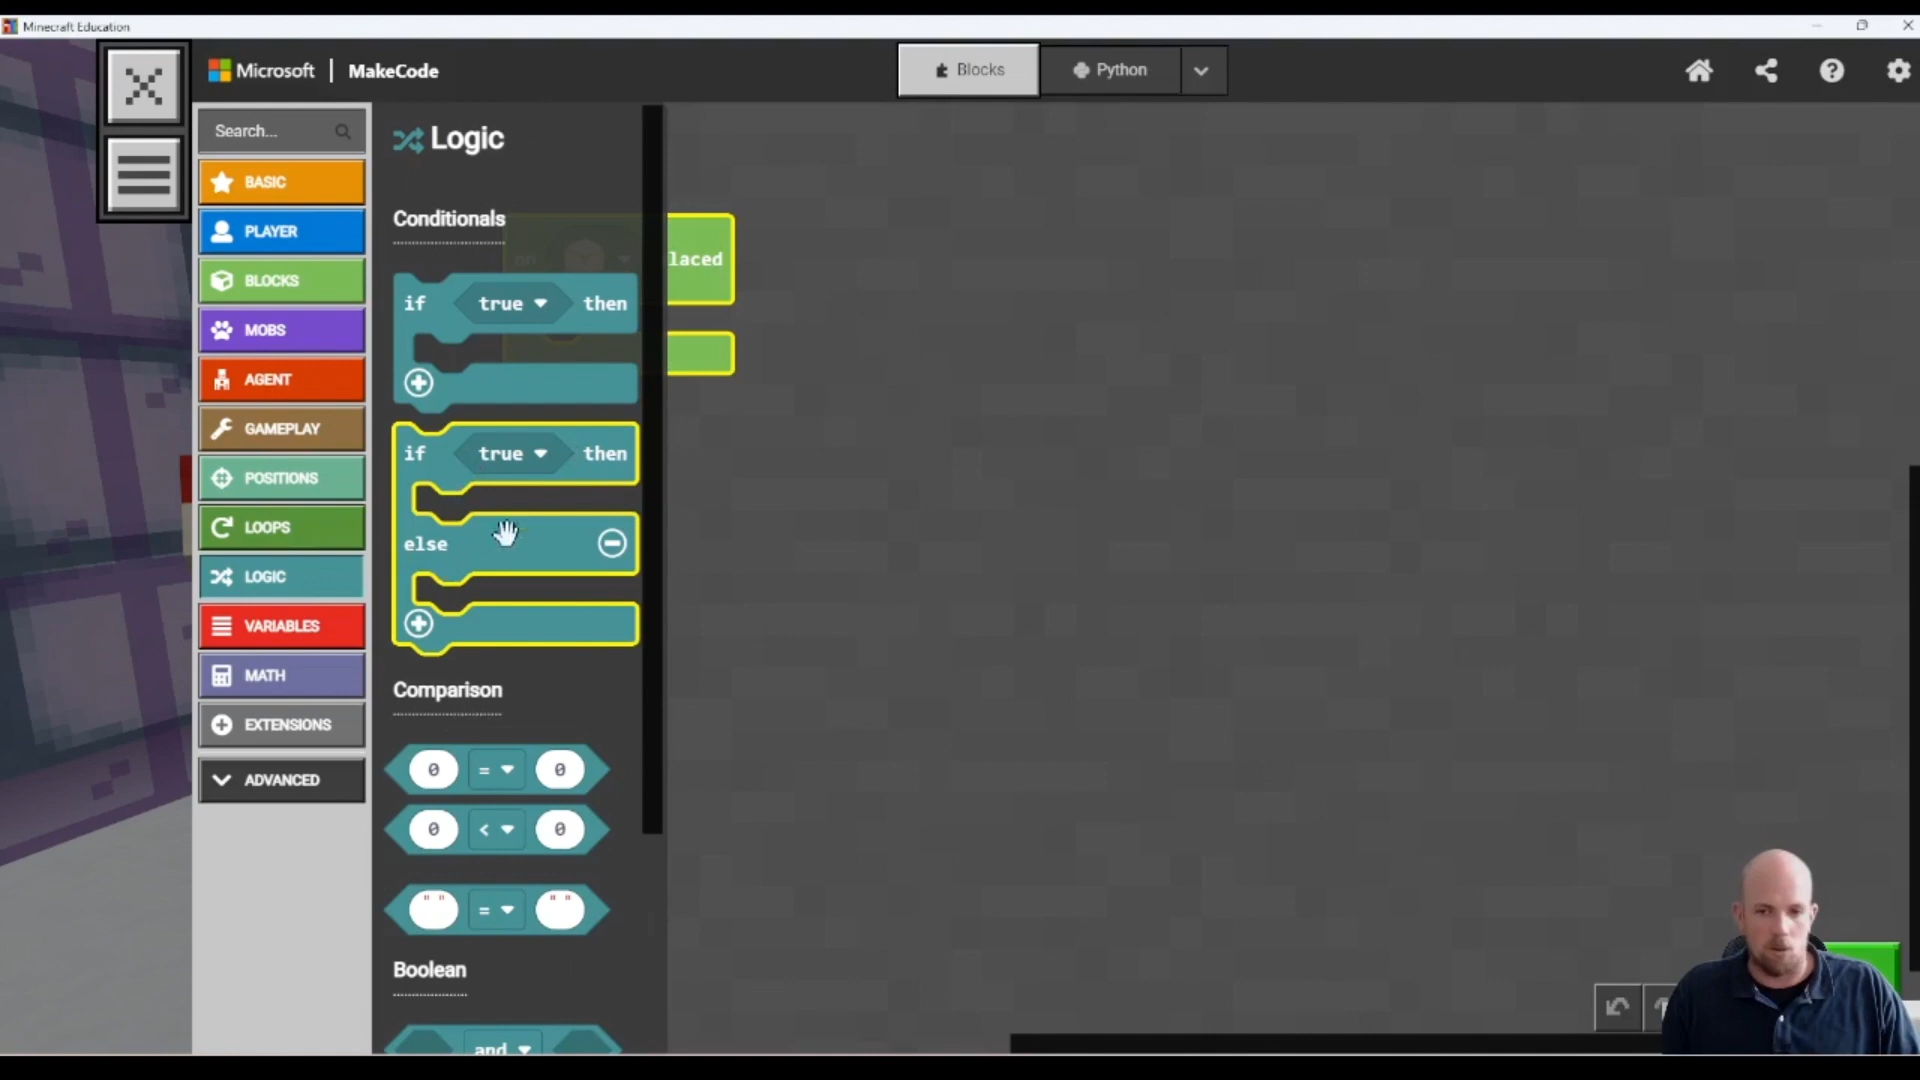 Minecraft Education
Microsoft | MakeCode
Blocks
Python
Search...
BASIC
PLAYER
BLOCKS
MOBS
AGENT
GAMEPLAY
POSITIONS
LOOPS
LOGIC
VARIABLES
MATH
EXTENSIONS
ADVANCED
Logic
Conditionals
on
laced
if true then
if true then
else
Comparison
0 = 0
0 < 0
" " = " "
Boolean
and